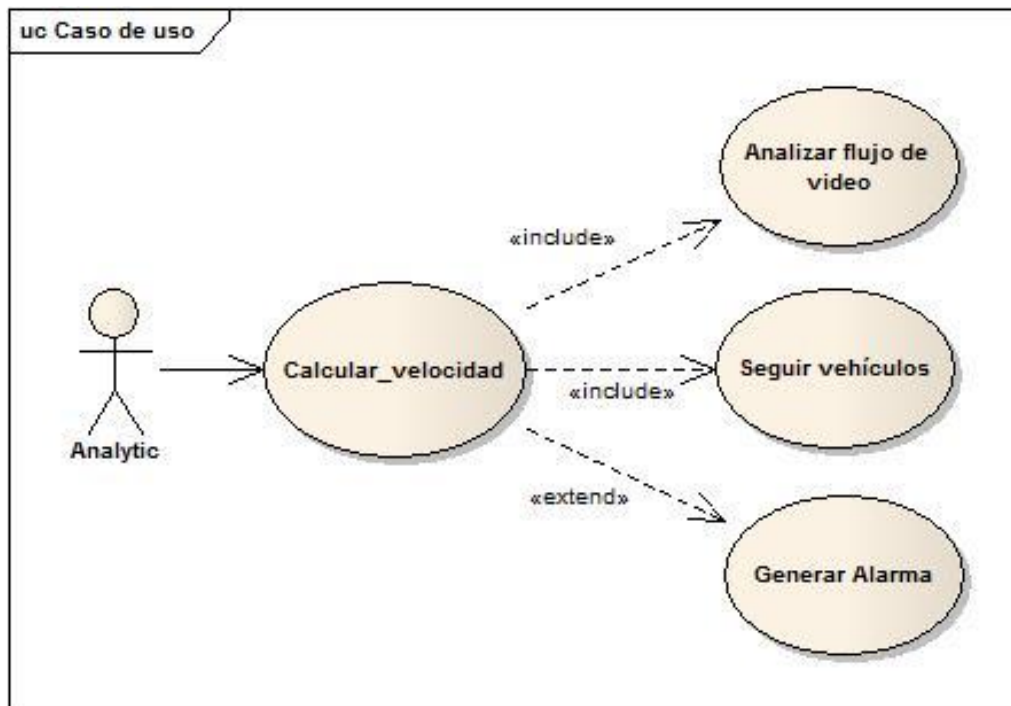 uc Caso de uso
Analizar flujo de
video
«include»
Calcular_velocidad
Seguir vehículos
«include»
Analytic
«extend»
Generar Alarma